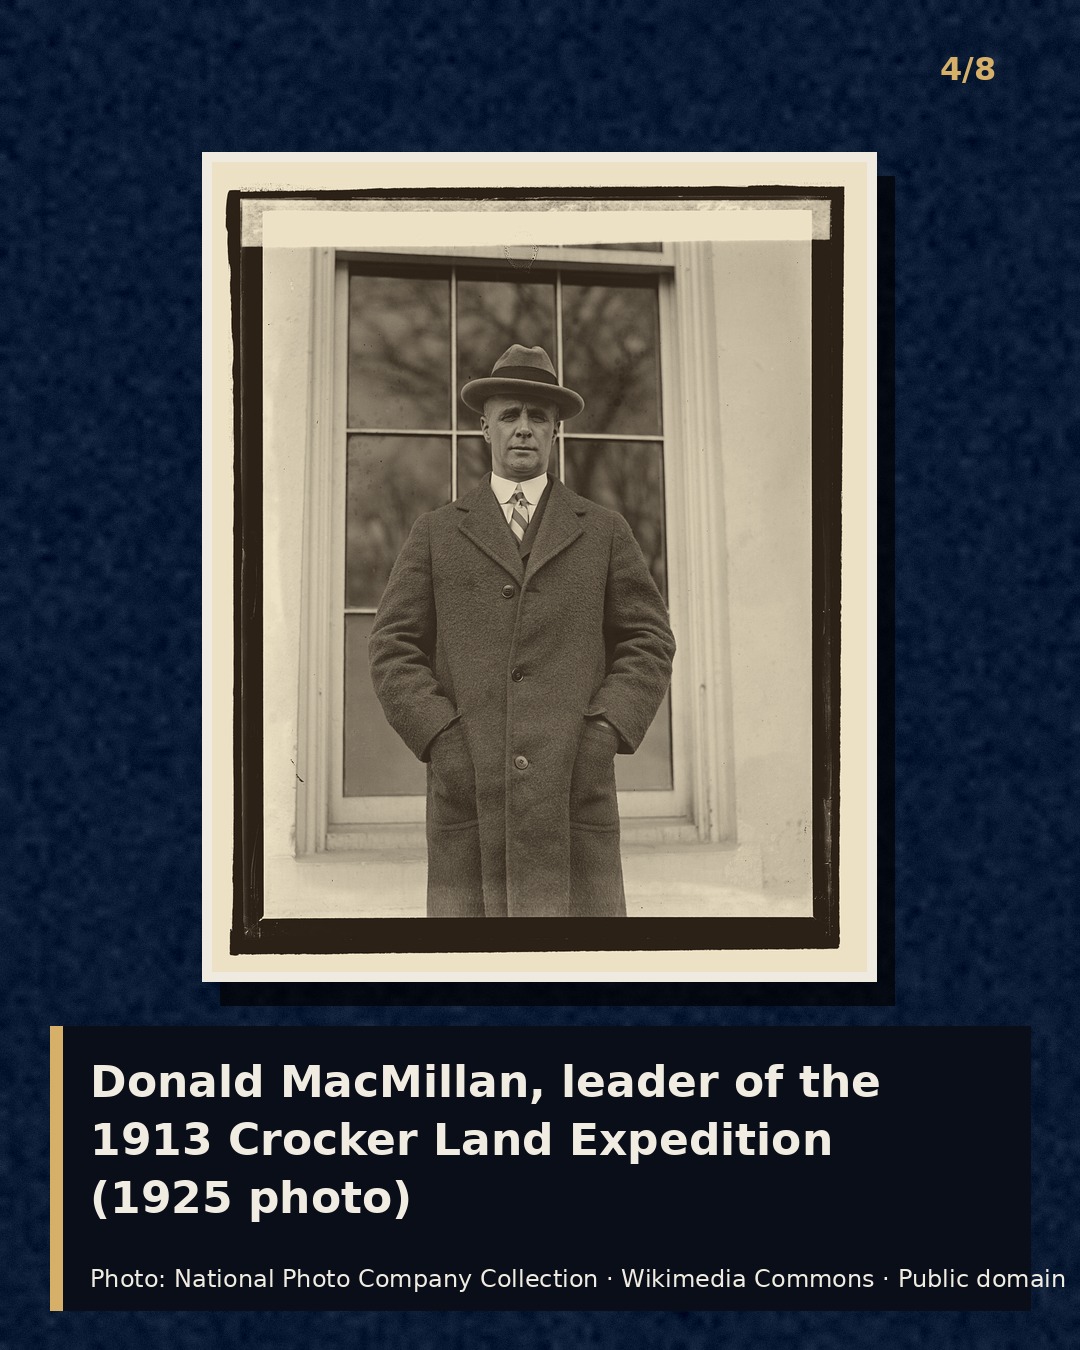 4/8
Donald MacMillan, leader of the
1913 Crocker Land Expedition
(1925 photo)
Photo: National Photo Company Collection · Wikimedia Commons · Public domain